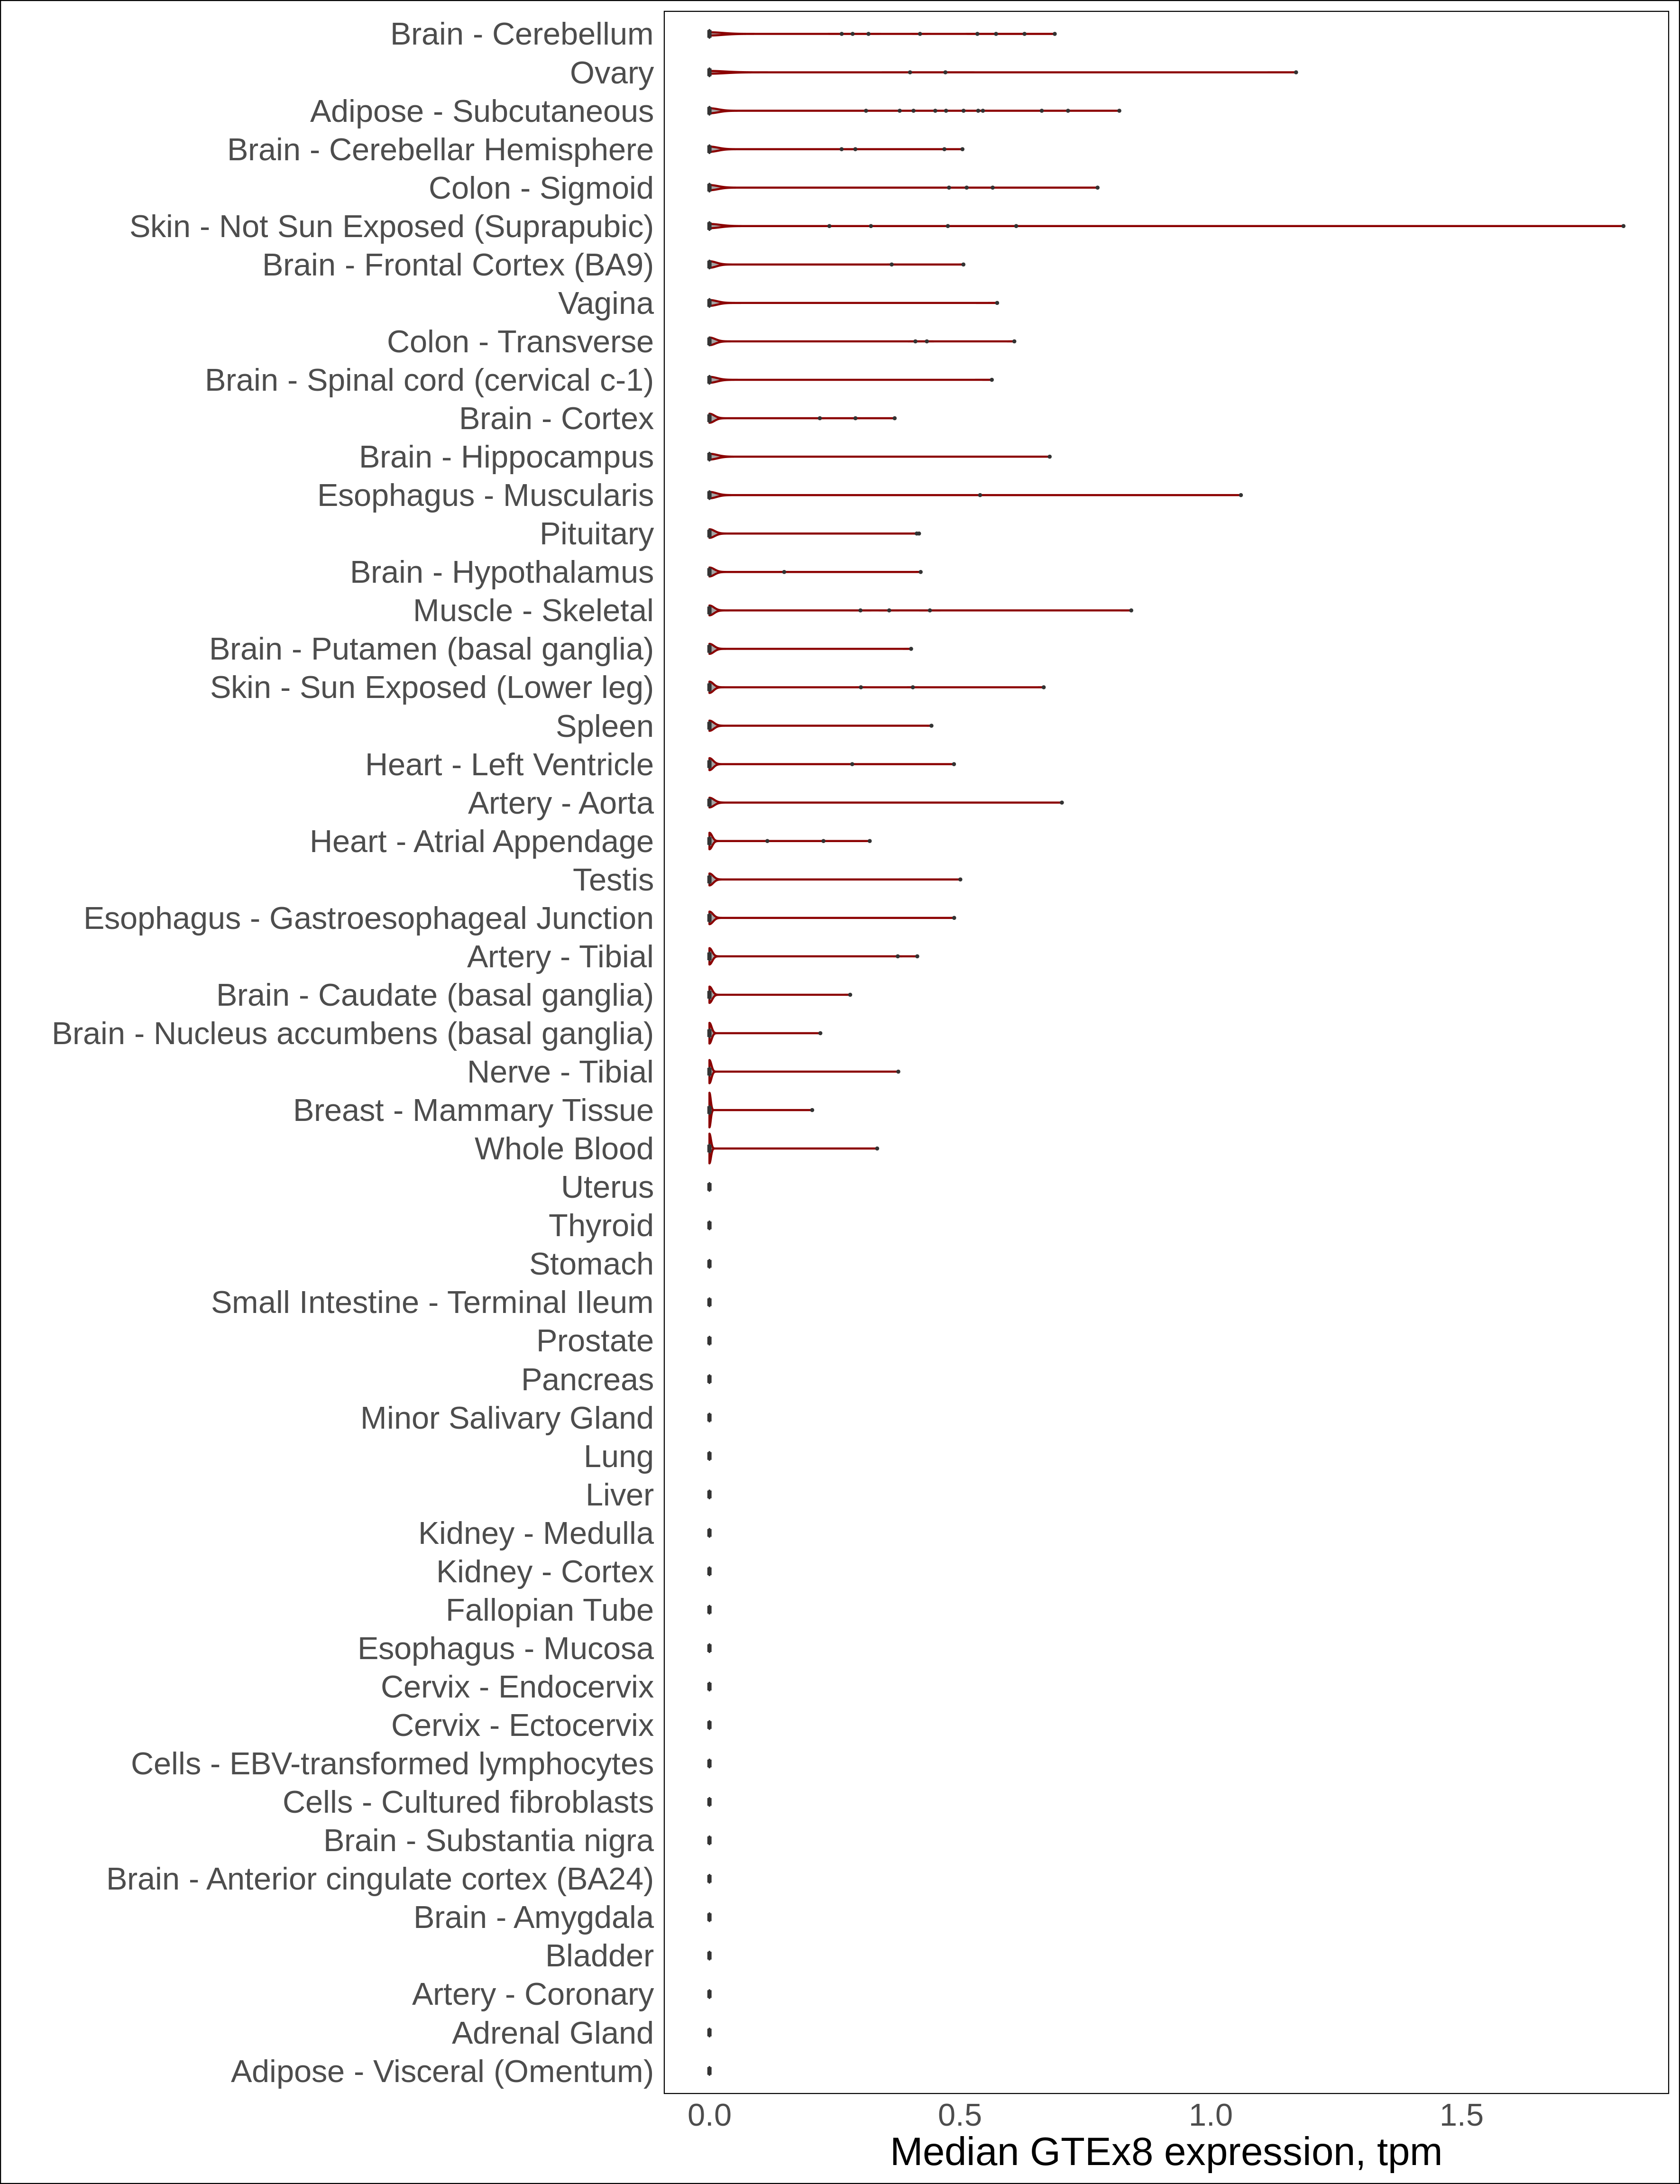 Brain - Cerebellum
Ovary
Adipose - Subcutaneous
Brain - Cerebellar Hemisphere
Colon - Sigmoid
Skin - Not Sun Exposed (Suprapubic)
Brain - Frontal Cortex (BA9)
Vagina
Colon - Transverse
Brain - Spinal cord (cervical c-1)
Brain - Cortex
Brain - Hippocampus
Esophagus - Muscularis
Pituitary
Brain - Hypothalamus
Muscle - Skeletal
Brain - Putamen (basal ganglia)
Skin - Sun Exposed (Lower leg)
Spleen
Heart - Left Ventricle
Artery - Aorta
Heart - Atrial Appendage
Testis
Esophagus - Gastroesophageal Junction
Artery - Tibial
Brain - Caudate (basal ganglia)
Brain - Nucleus accumbens (basal ganglia)
Nerve - Tibial
Breast - Mammary Tissue
Whole Blood
Uterus
Thyroid
Stomach
Small Intestine - Terminal Ileum
Prostate
Pancreas
Minor Salivary Gland
Lung
Liver
Kidney - Medulla
Kidney - Cortex
Fallopian Tube
Esophagus - Mucosa
Cervix - Endocervix
Cervix - Ectocervix
Cells - EBV-transformed lymphocytes
Cells - Cultured fibroblasts
Brain - Substantia nigra
Brain - Anterior cingulate cortex (BA24)
Brain - Amygdala
Bladder
Artery - Coronary
Adrenal Gland
Adipose - Visceral (Omentum)
0.0 0.5 1.0 1.5
Median GTEx8 expression, tpm